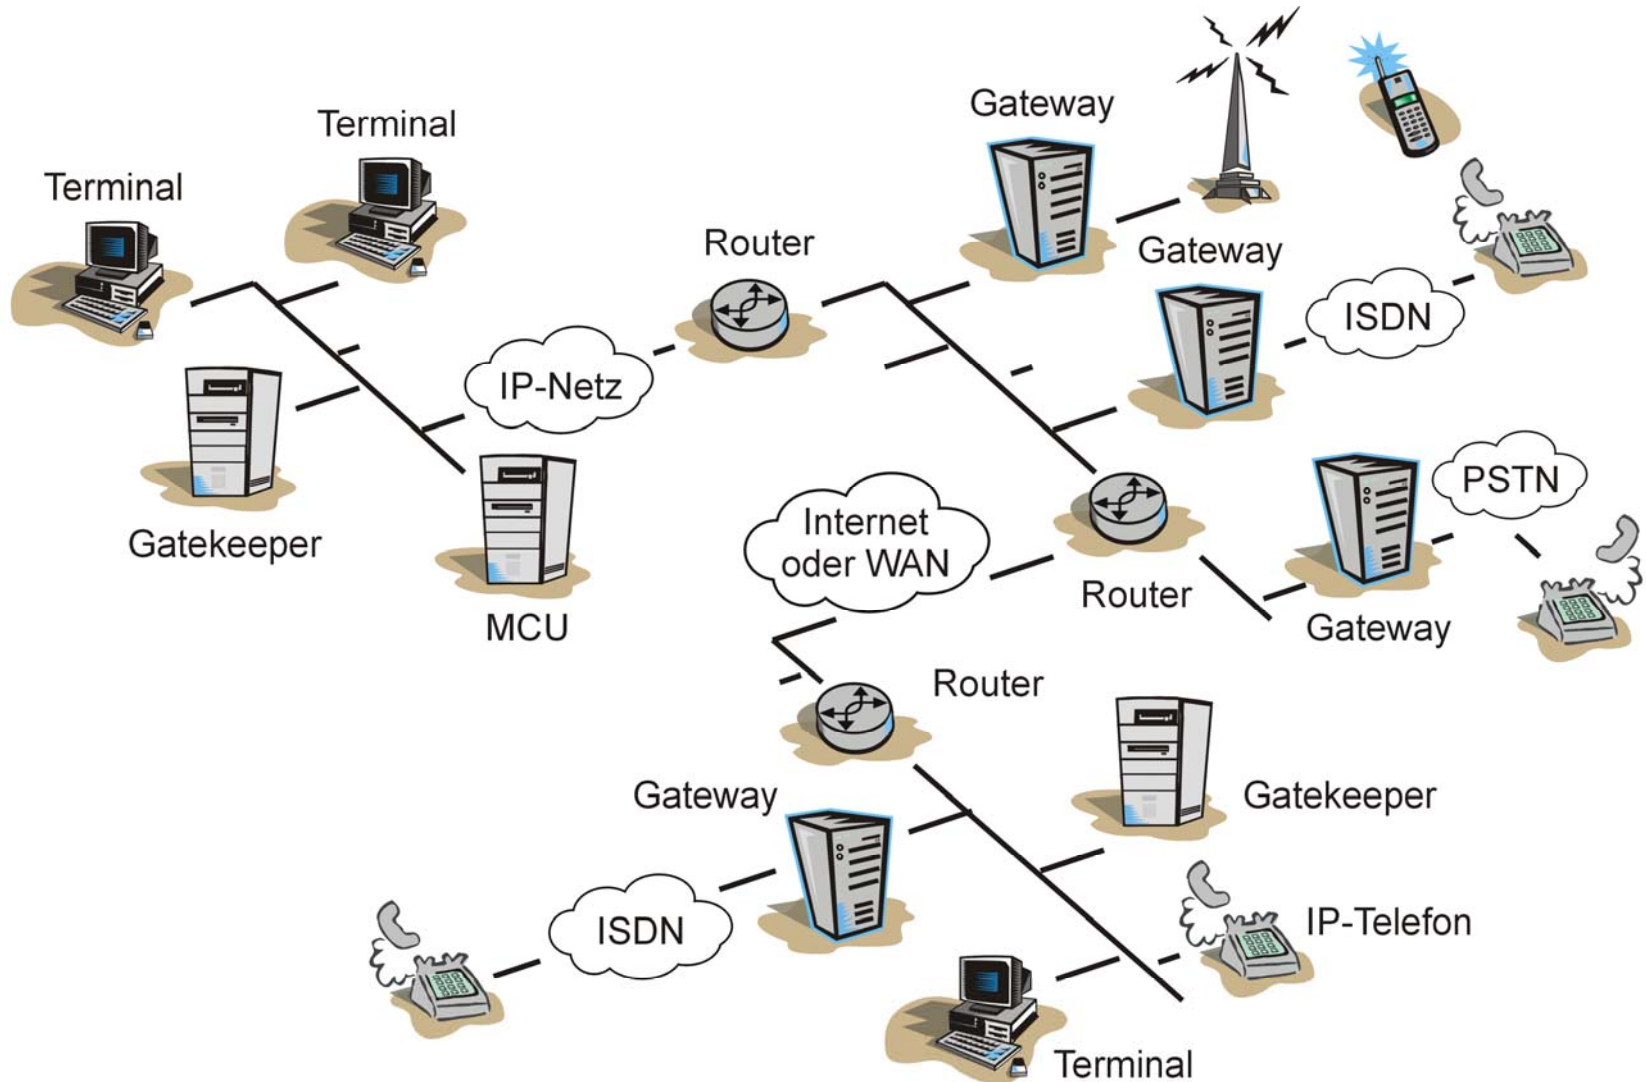 Terminal
Terminal
Gateway
Router
Gateway
ISDN
IP-Netz
Gatekeeper
MCU
PSTN
Internet
oder WAN
Router
Gateway
Router
Gateway
Gatekeeper
ISDN
IP-Telefon
Terminal